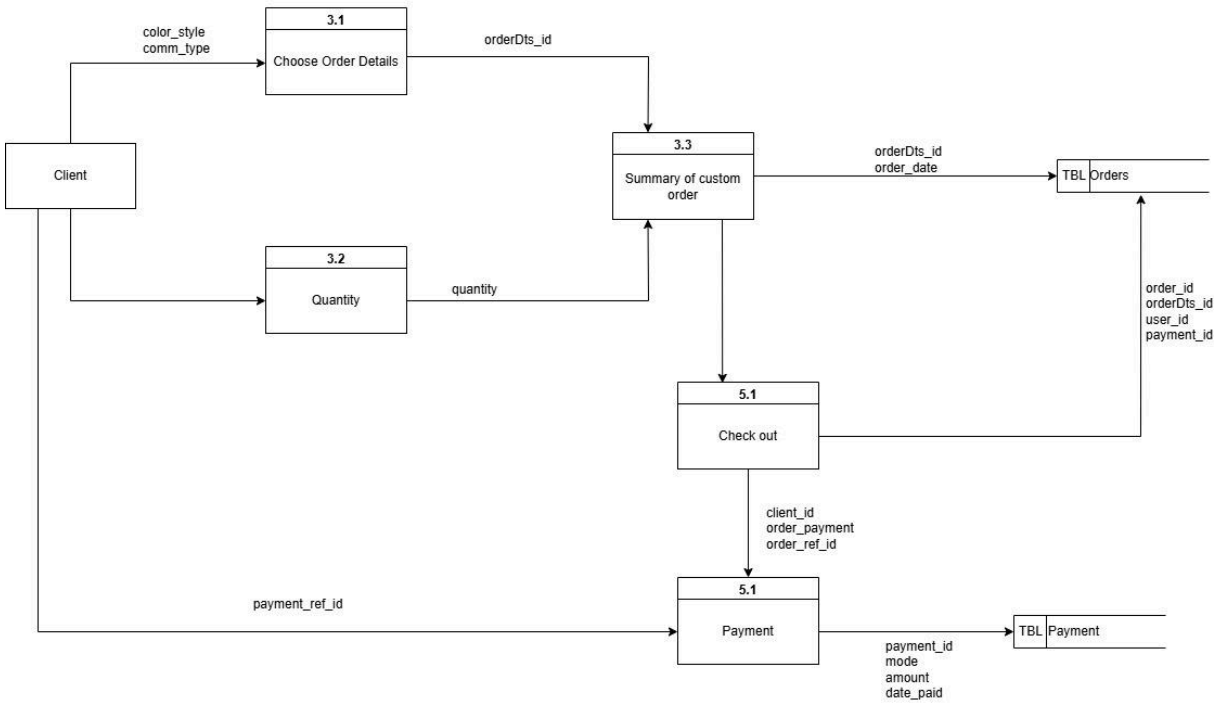 3.1
Choose Order Details
color_style
comm_type
orderDts_id
Client
3.3
Summary of custom
order
orderDts_id
order_date
TBL
Orders
3.2
Quantity
quantity
order_id
orderDts_id
user_id
payment_id
5.1
Check out
client_id
order_payment
order_ref_id
payment_ref_id
5.1
Payment
payment_id
mode
amount
date_paid
TBL
Payment